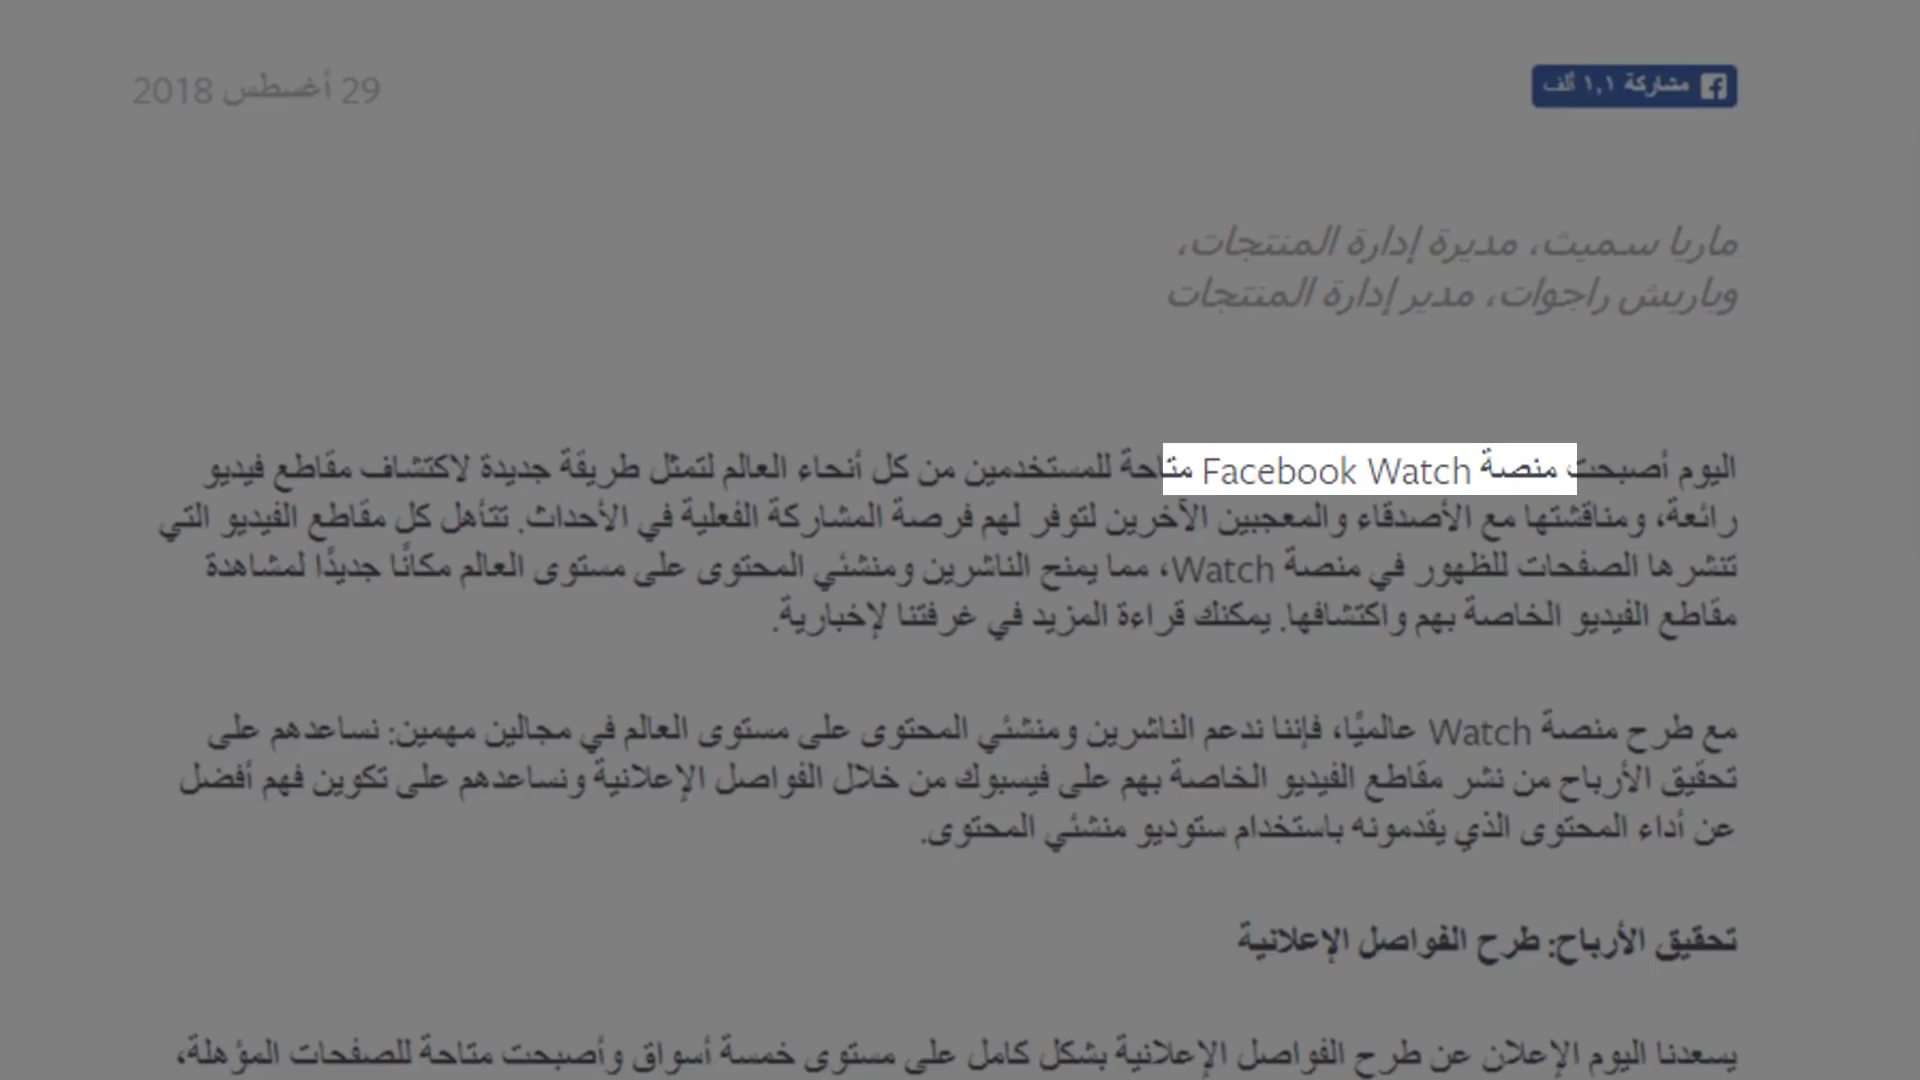 مشاركة ١,١ ألف
29 أغسطس 2018
ماريا سميث، مديرة إدارة المنتجات،
وباريش راجوات، مدير إدارة المنتجات
اليوم أصبحت منصة Facebook Watch متاحة للمستخدمين من كل أنحاء العالم لتمثل طريقة جديدة لاكتشاف مقاطع فيديو
رائعة، ومناقشتها مع الأصدقاء والمعجبين الآخرين لتوفر لهم فرصة المشاركة الفعلية في الأحداث. تتأهل كل مقاطع الفيديو التي
تنشرها الصفحات للظهور في منصة Watch، مما يمنح الناشرين ومنشئي المحتوى على مستوى العالم مكانًا جديدًا لمشاهدة
مقاطع الفيديو الخاصة بهم واكتشافها. يمكنك قراءة المزيد في غرفتنا لإخبارية.
مع طرح منصة Watch عالميًا، فإننا ندعم الناشرين ومنشئي المحتوى على مستوى العالم في مجالين مهمين: نساعدهم على
تحقيق الأرباح من نشر مقاطع الفيديو الخاصة بهم على فيسبوك من خلال الفواصل الإعلانية ونساعدهم على تكوين فهم أفضل
عن أداء المحتوى الذي يقدمونه باستخدام ستوديو منشئي المحتوى.
تحقيق الأرباح: طرح الفواصل الإعلانية
يسعدنا اليوم الإعلان عن طرح الفواصل الإعلانية بشكل كامل على مستوى خمسة أسواق وأصبحت متاحة للصفحات المؤهلة،